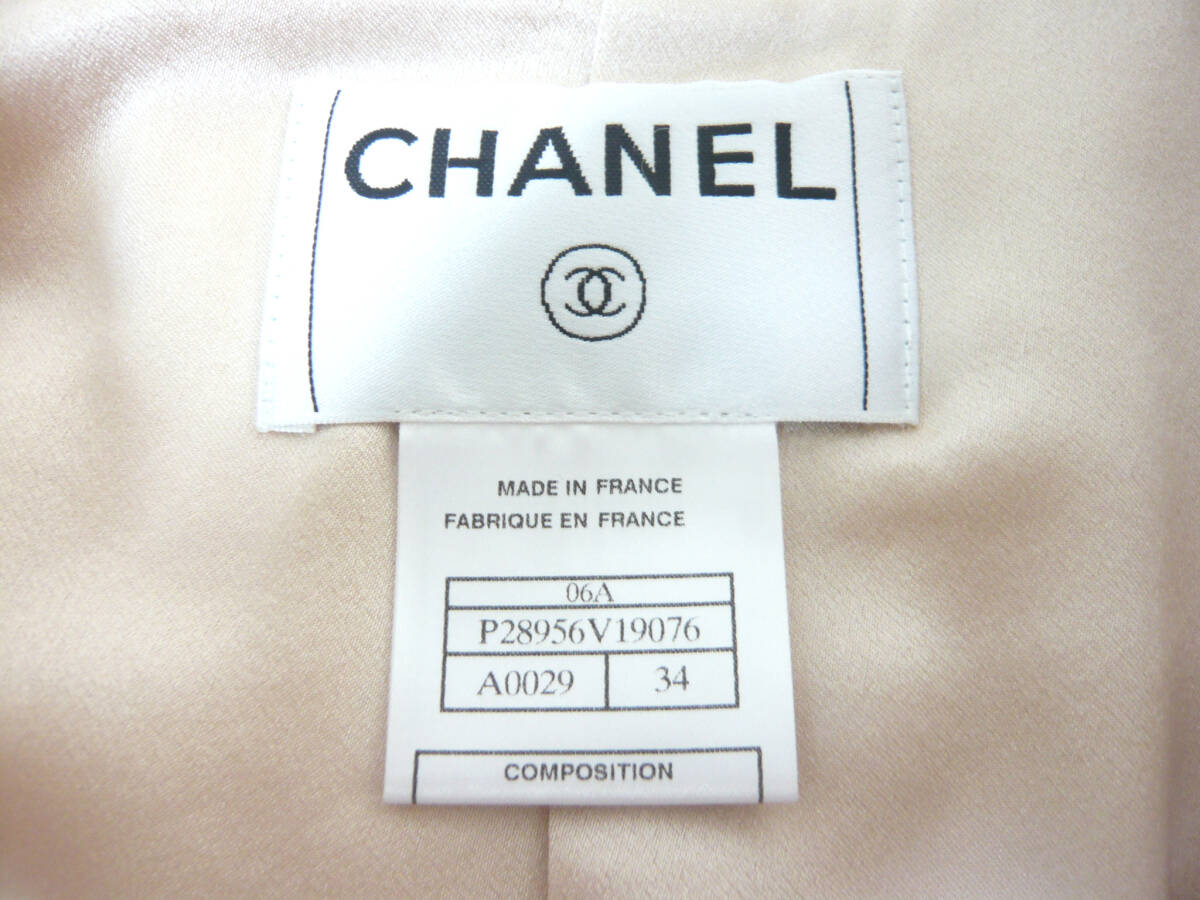 CHANEL
MADE IN FRANCE
FABRIQUE EN FRANCE
06A
P28956V19076
A0029 34
COMPOSITION